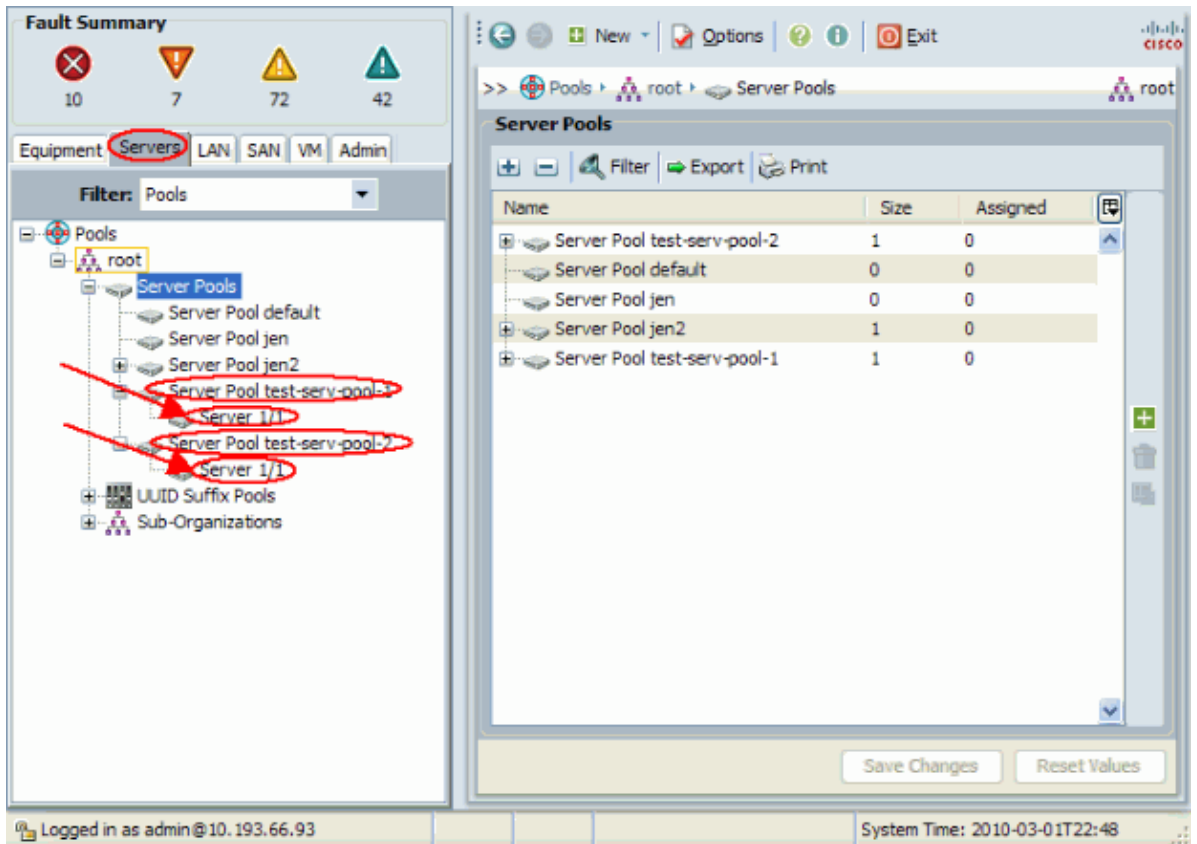 Fault Summary
10 7 72 42
Equipment Servers LAN SAN VM Admin
Filter: Pools
Pools
root
Server Pools
Server Pool default
Server Pool jen
Server Pool jen2
Server Pool test-serv-pool-1
Server 1/1
Server Pool test-serv-pool-2
Server 1/1
UUID Suffix Pools
Sub-Organizations
New Options Exit
CISCO
>> Pools root Server Pools root
Server Pools
Filter Export Print
Name Size Assigned
Server Pool test-serv-pool-2 1 0
Server Pool default 0 0
Server Pool jen 0 0
Server Pool jen2 1 0
Server Pool test-serv-pool-1 1 0
Save Changes Reset Values
Logged in as admin@10.193.66.93 System Time: 2010-03-01T22:48